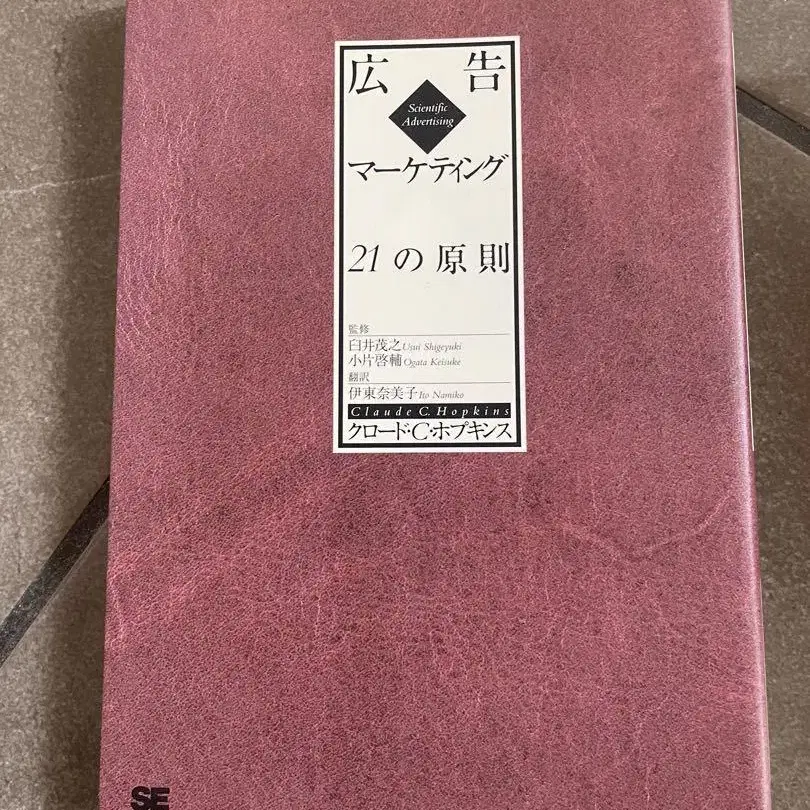 広告
Scientific
Advertising
マーケティング
21の原則
監修
臼井茂之 Usui Shigeyuki
小片啓輔 Ogata Keisuke
翻訳
伊東奈美子 Ito Namiko
Claude C. Hopkins
クロード・C・ホプキンス
SE